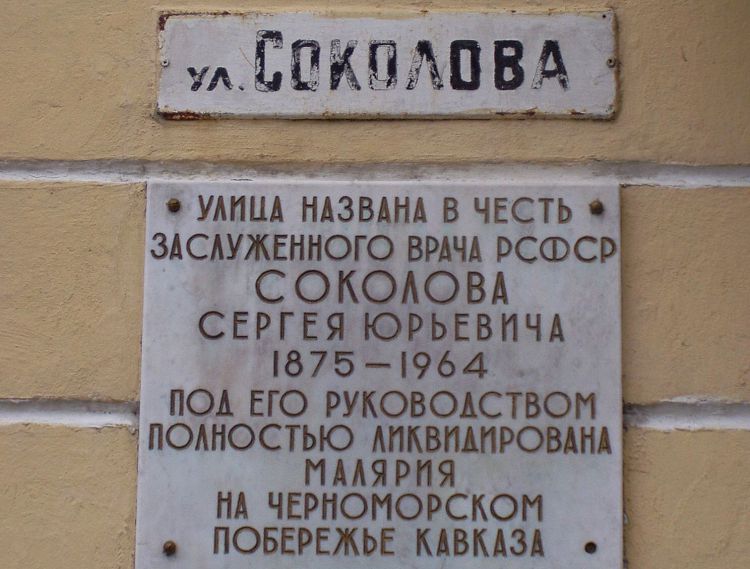 ул. СОКОЛОВА
УЛИЦА НАЗВАНА В ЧЕСТЬ
ЗАСЛУЖЕННОГО ВРАЧА РСФСР
СОКОЛОВА
СЕРГЕЯ ЮРЬЕВИЧА
1875 – 1964
ПОД ЕГО РУКОВОДСТВОМ
ПОЛНОСТЬЮ ЛИКВИДИРОВАНА
МАЛЯРИЯ
НА ЧЕРНОМОРСКОМ
ПОБЕРЕЖЬЕ КАВКАЗА